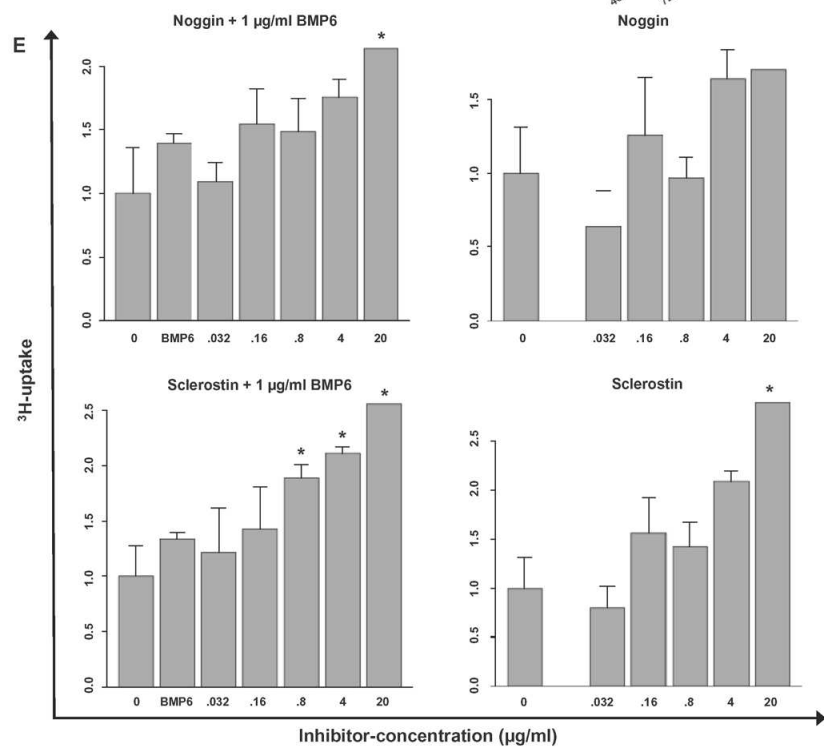 E
Noggin + 1 µg/ml BMP6
*
2.0
1.5
1.0
0.5
0.0
0 BMP6 .032 .16 .8 4 20
Noggin
1.5
1.0
0.5
0.0
0 .032 .16 .8 4 20
³H-uptake
Sclerostin + 1 µg/ml BMP6
* * *
2.5
2.0
1.5
1.0
0.5
0.0
0 BMP6 .032 .16 .8 4 20
Sclerostin
*
2.5
2.0
1.5
1.0
0.5
0.0
0 .032 .16 .8 4 20
Inhibitor-concentration (µg/ml)